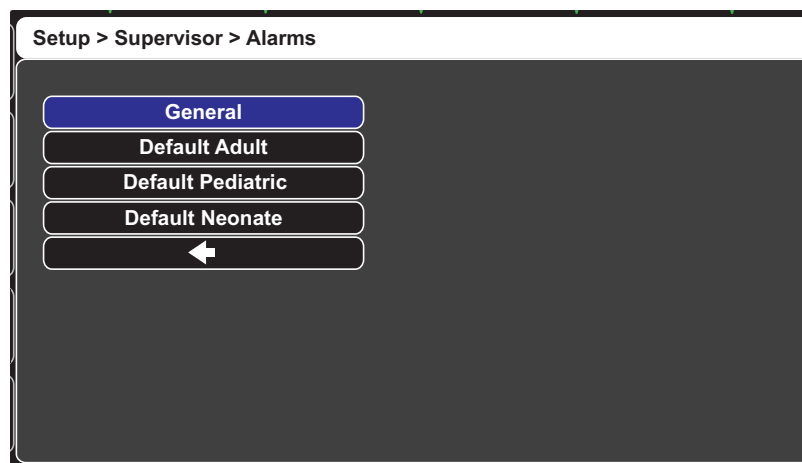 Setup > Supervisor > Alarms
General
Default Adult
Default Pediatric
Default Neonate